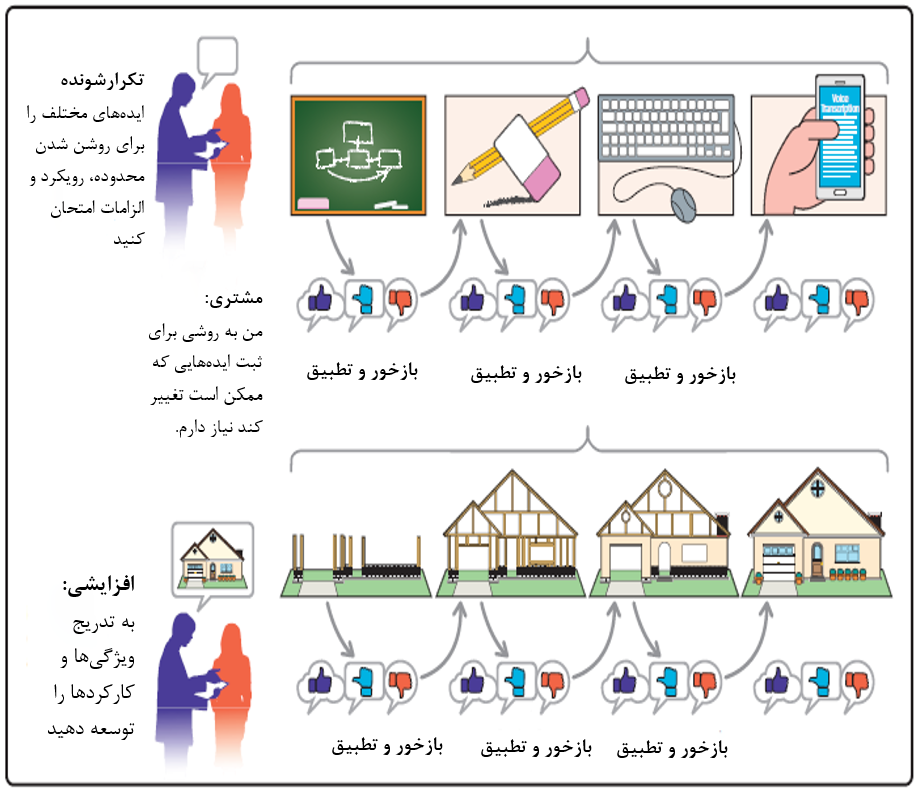 تکرارشونده
ایده‌های مختلف را
برای روشن شدن
محدوده، رویکرد و
الزامات امتحان
کنید
Voice
Transcription
مشتری:
من به روشی برای
ثبت ایده‌هایی که
ممکن است تغییر
کند نیاز دارم.
بازخور و تطبیق
بازخور و تطبیق
بازخور و تطبیق
افزایشی:
به تدریج
ویژگی‌ها و
کارکردها را
توسعه دهید
بازخور و تطبیق
بازخور و تطبیق
بازخور و تطبیق